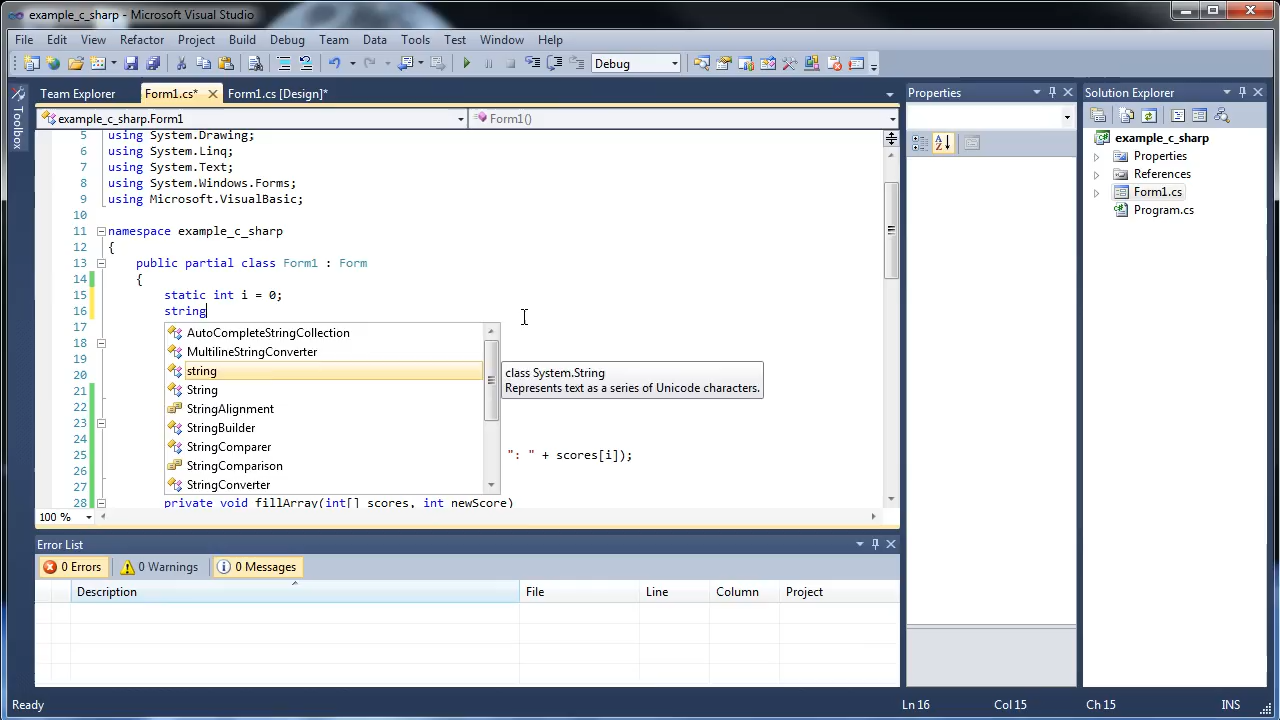 example_c_sharp - Microsoft Visual Studio
File Edit View Refactor Project Build Debug Team Data Tools Test Window Help
Debug
Team Explorer Form1.cs* Form1.cs [Design]*
example_c_sharp.Form1 Form1()
5 using System.Drawing;
6 using System.Linq;
7 using System.Text;
8 using System.Windows.Forms;
9 using Microsoft.VisualBasic;
10
11 namespace example_c_sharp
12 {
13 public partial class Form1 : Form
14 {
15 static int i = 0;
16 string
17
18
19
20
21
22
23
24
25 ": " + scores[i]);
26
27
28 private void fillArray(int[] scores, int newScore)
AutoCompleteStringCollection
MultilineStringConverter
string
String
StringAlignment
StringBuilder
StringComparer
StringComparison
StringConverter
class System.String
Represents text as a series of Unicode characters.
100 %
Error List
0 Errors 0 Warnings 0 Messages
Description File Line Column Project
Toolbox
Properties
Solution Explorer
example_c_sharp
Properties
References
Form1.cs
Program.cs
Ready Ln 16 Col 15 Ch 15 INS